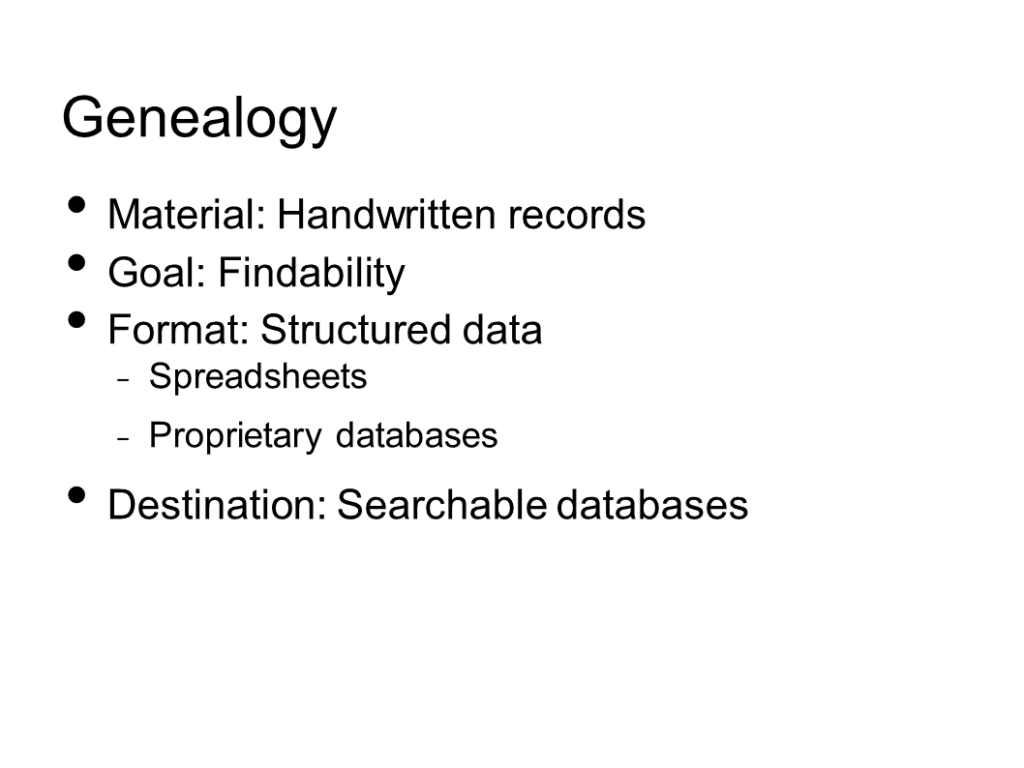 Genealogy
• Material: Handwritten records
• Goal: Findability
• Format: Structured data
– Spreadsheets
– Proprietary databases
• Destination: Searchable databases